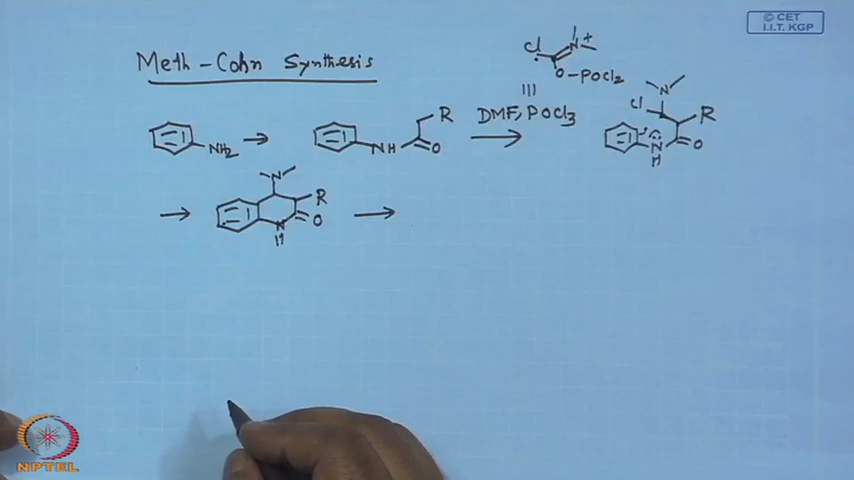 © CET
I.I.T. KGP
Meth-Cohn Synthesis
Cl N +
O-POCl2
DMF, POCl3
NH2
NH O R
N
Cl R
N O
H
N
R
N O
H
NPTEL